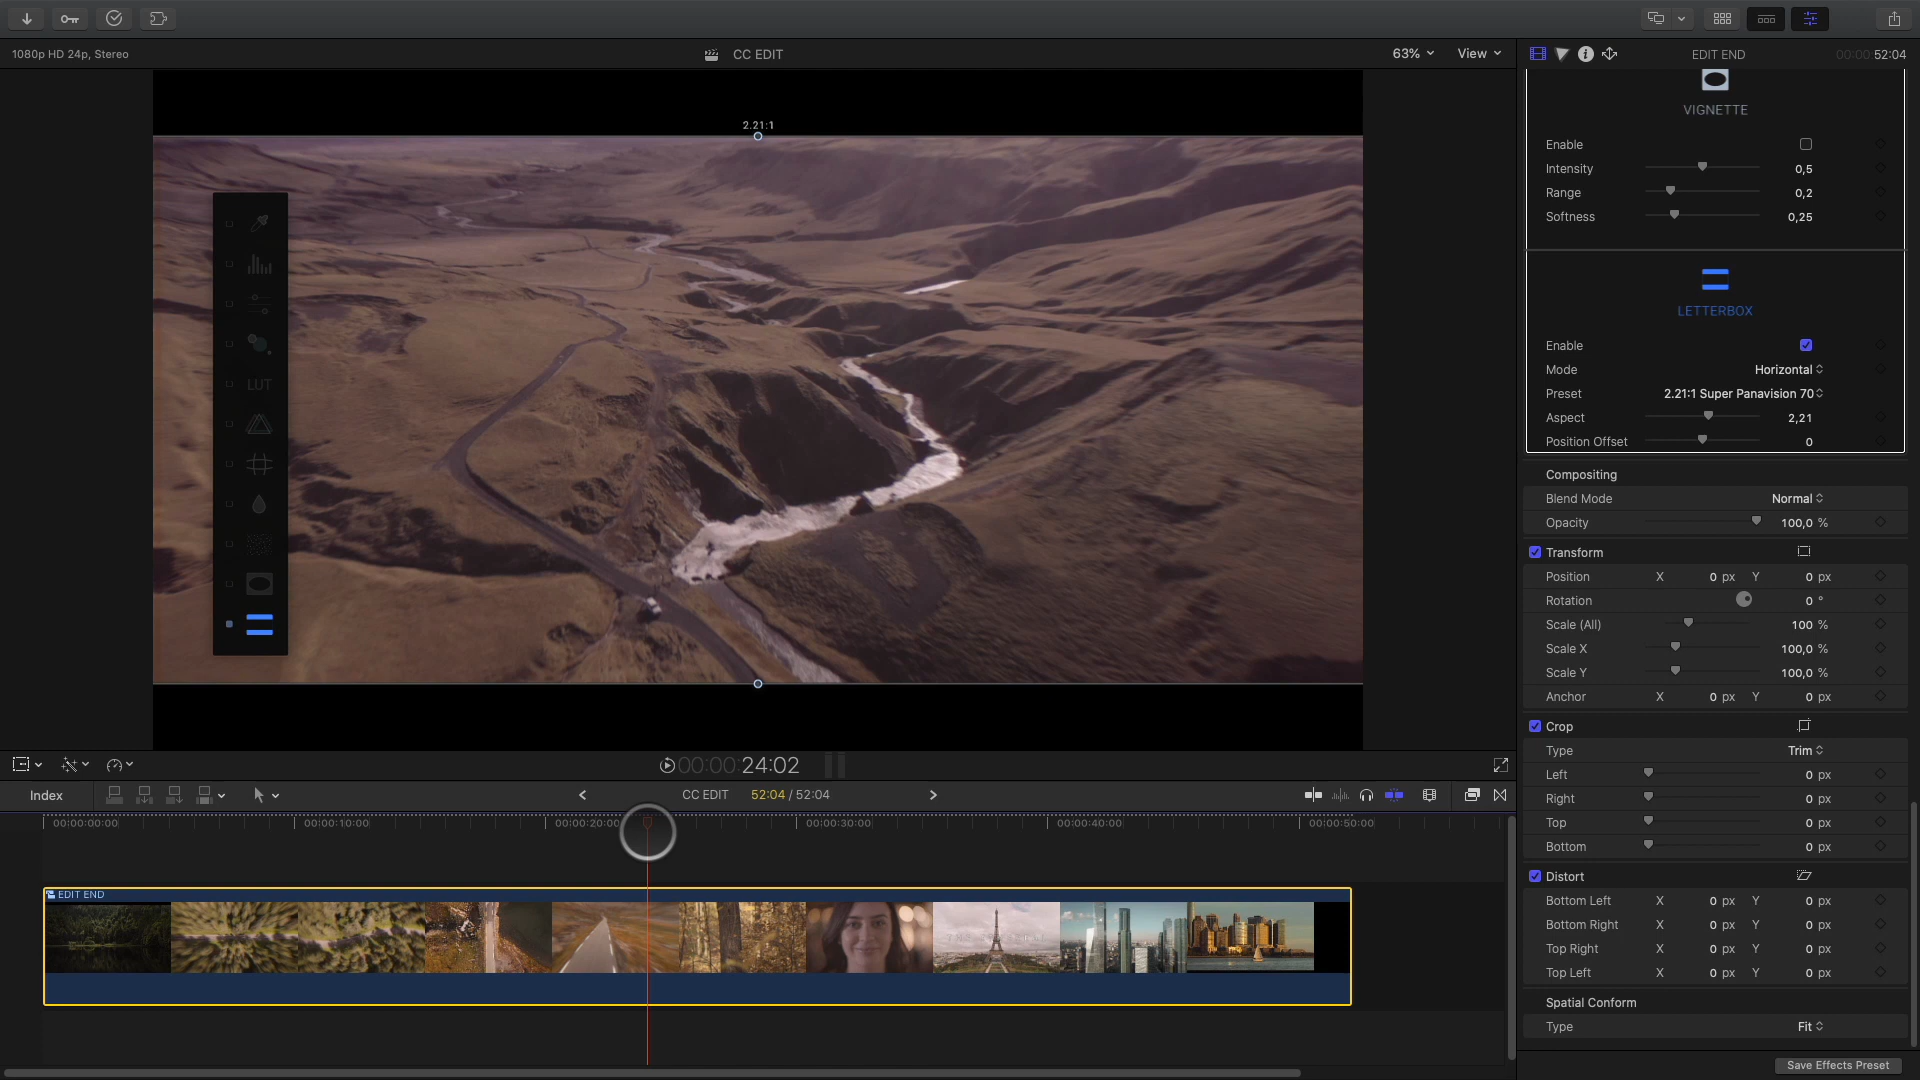 1080p HD 24p, Stereo
CC EDIT
63%
View
EDIT END
00:00:52:04
2.21:1
LUT
VIGNETTE
Enable
Intensity 0,5
Range 0,2
Softness 0,25
LETTERBOX
Enable
Mode Horizontal
Preset 2.21:1 Super Panavision 70
Aspect 2,21
Position Offset 0
Compositing
Blend Mode Normal
Opacity 100,0 %
Transform
Position X 0 px Y 0 px
Rotation 0 °
Scale (All) 100 %
Scale X 100,0 %
Scale Y 100,0 %
Anchor X 0 px Y 0 px
Crop
Type Trim
Left 0 px
Right 0 px
Top 0 px
Bottom 0 px
Distort
Bottom Left X 0 px Y 0 px
Bottom Right X 0 px Y 0 px
Top Right X 0 px Y 0 px
Top Left X 0 px Y 0 px
Spatial Conform
Type Fit
Save Effects Preset
00:00:24:02
Index
CC EDIT 52:04 / 52:04
00:00:00:00 00:00:10:00 00:00:20:00 00:00:30:00 00:00:40:00 00:00:50:00
EDIT END